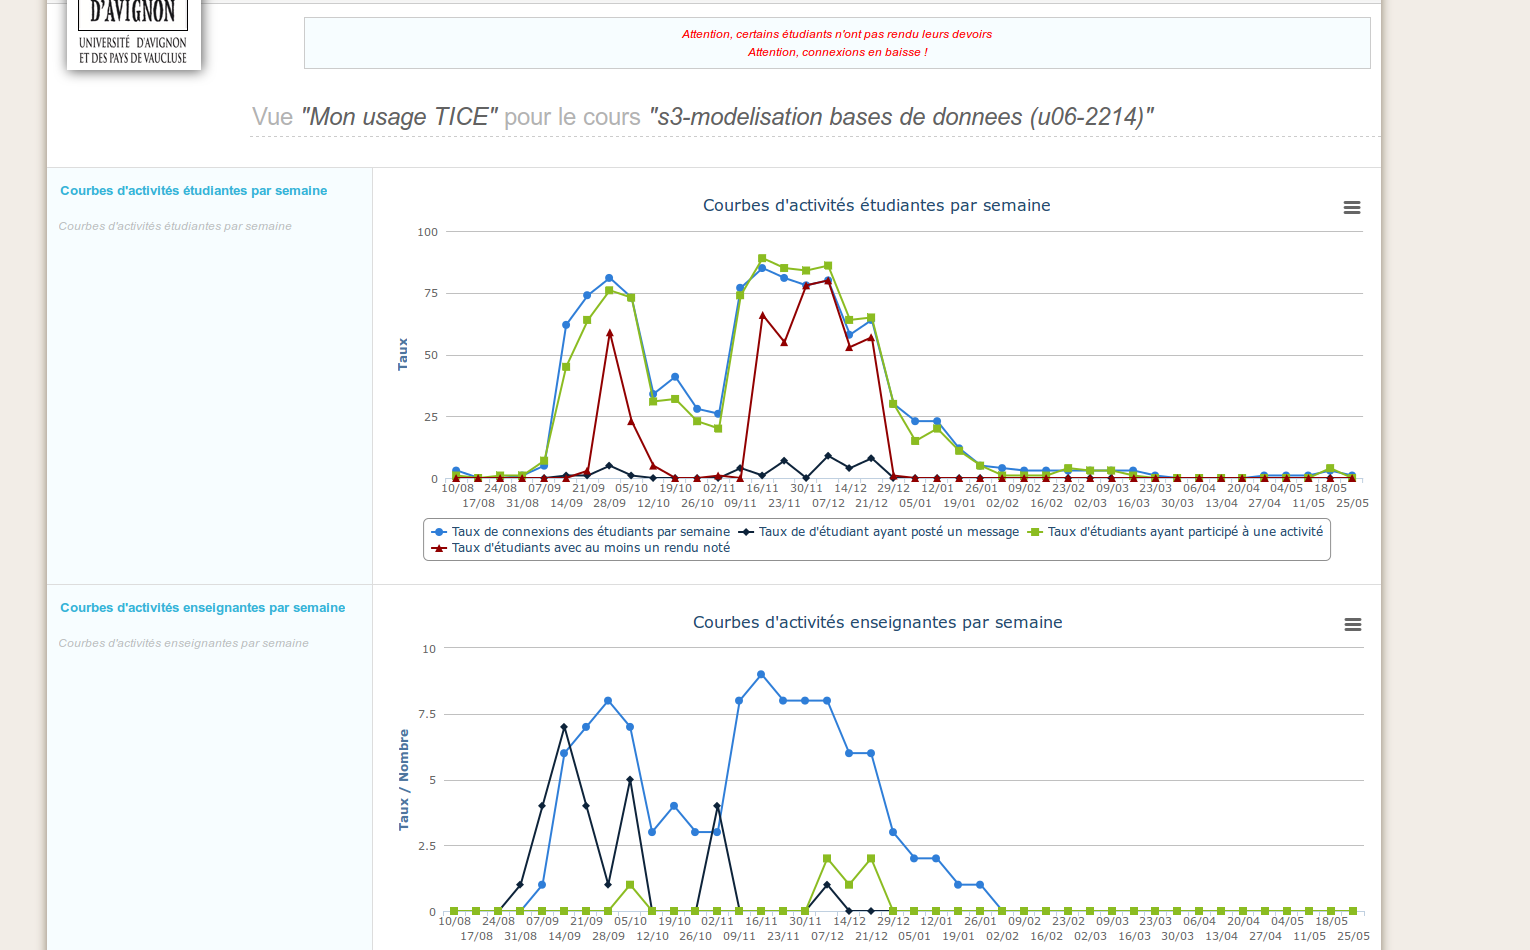 D'AVIGNON
UNIVERSITÉ D'AVIGNON
ET DES PAYS DE VAUCLUSE
Attention, certains étudiants n'ont pas rendu leurs devoirs
Attention, connexions en baisse !
Vue "Mon usage TICE" pour le cours "s3-modelisation bases de donnees (u06-2214)"
Courbes d'activités étudiantes par semaine
Courbes d'activités étudiantes par semaine
Courbes d'activités étudiantes par semaine
Taux
100
75
50
25
0
10/08 24/08 07/09 21/09 05/10 19/10 02/11 16/11 30/11 14/12 29/12 12/01 26/01 09/02 23/02 09/03 23/03 06/04 20/04 04/05 18/05
17/08 31/08 14/09 28/09 12/10 26/10 09/11 23/11 07/12 21/12 05/01 19/01 02/02 16/02 02/03 16/03 30/03 13/04 27/04 11/05 25/05
Taux de connexions des étudiants par semaine Taux de d'étudiant ayant posté un message Taux d'étudiants ayant participé à une activité
Taux d'étudiants avec au moins un rendu noté
Courbes d'activités enseignantes par semaine
Courbes d'activités enseignantes par semaine
Courbes d'activités enseignantes par semaine
Taux / Nombre
10
7.5
5
2.5
0
10/08 24/08 07/09 21/09 05/10 19/10 02/11 16/11 30/11 14/12 29/12 12/01 26/01 09/02 23/02 09/03 23/03 06/04 20/04 04/05 18/05
17/08 31/08 14/09 28/09 12/10 26/10 09/11 23/11 07/12 21/12 05/01 19/01 02/02 16/02 02/03 16/03 30/03 13/04 27/04 11/05 25/05